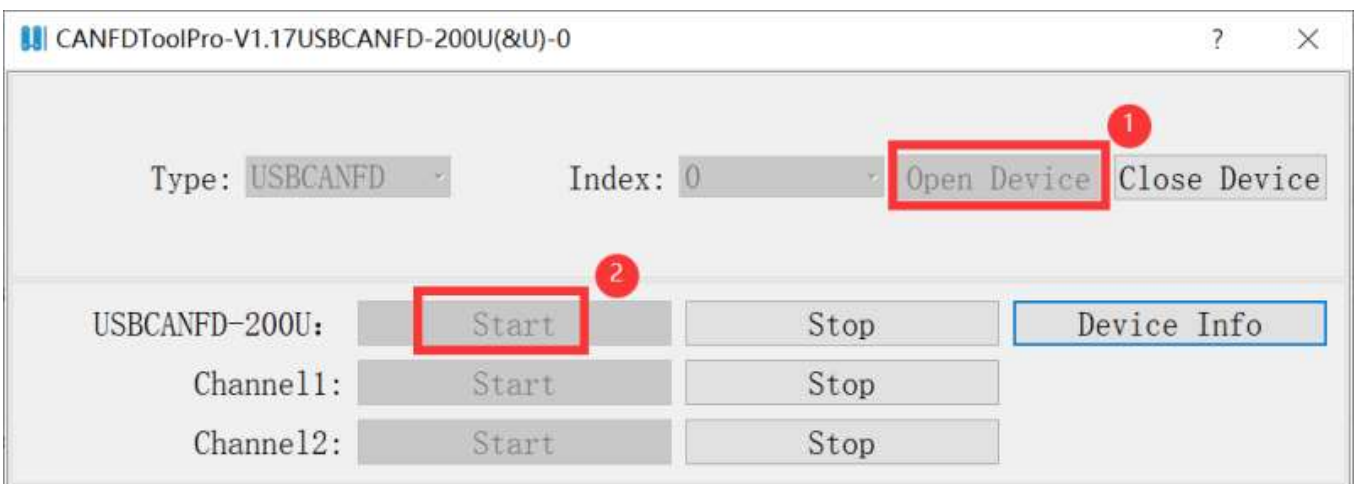 CANFDToolPro-V1.17USBCANFD-200U(&U)-0 ?
1
Type: USBCANFD Index: 0 Open Device Close Device
2
USBCANFD-200U: Start Stop Device Info
Channel1: Start Stop
Channel2: Start Stop